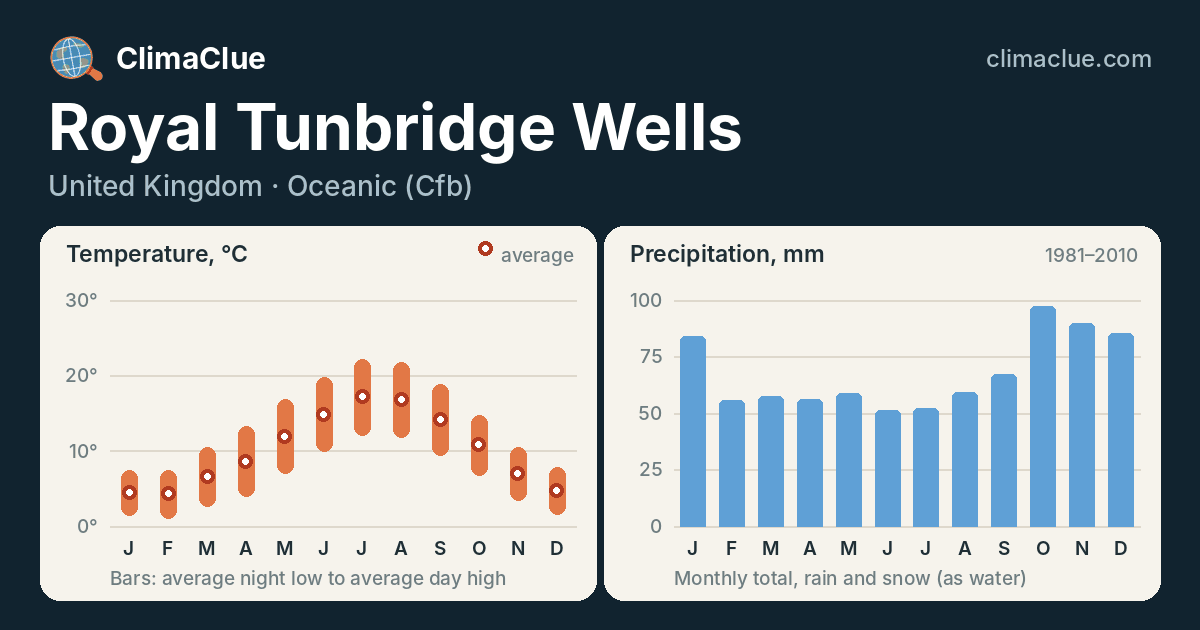 ClimaClue
climaclue.com
Royal Tunbridge Wells
United Kingdom · Oceanic (Cfb)
Temperature, °C
average
30°
20°
10°
0°
J F M A M J J A S O N D
Bars: average night low to average day high
Precipitation, mm
1981–2010
100
75
50
25
0
J F M A M J J A S O N D
Monthly total, rain and snow (as water)